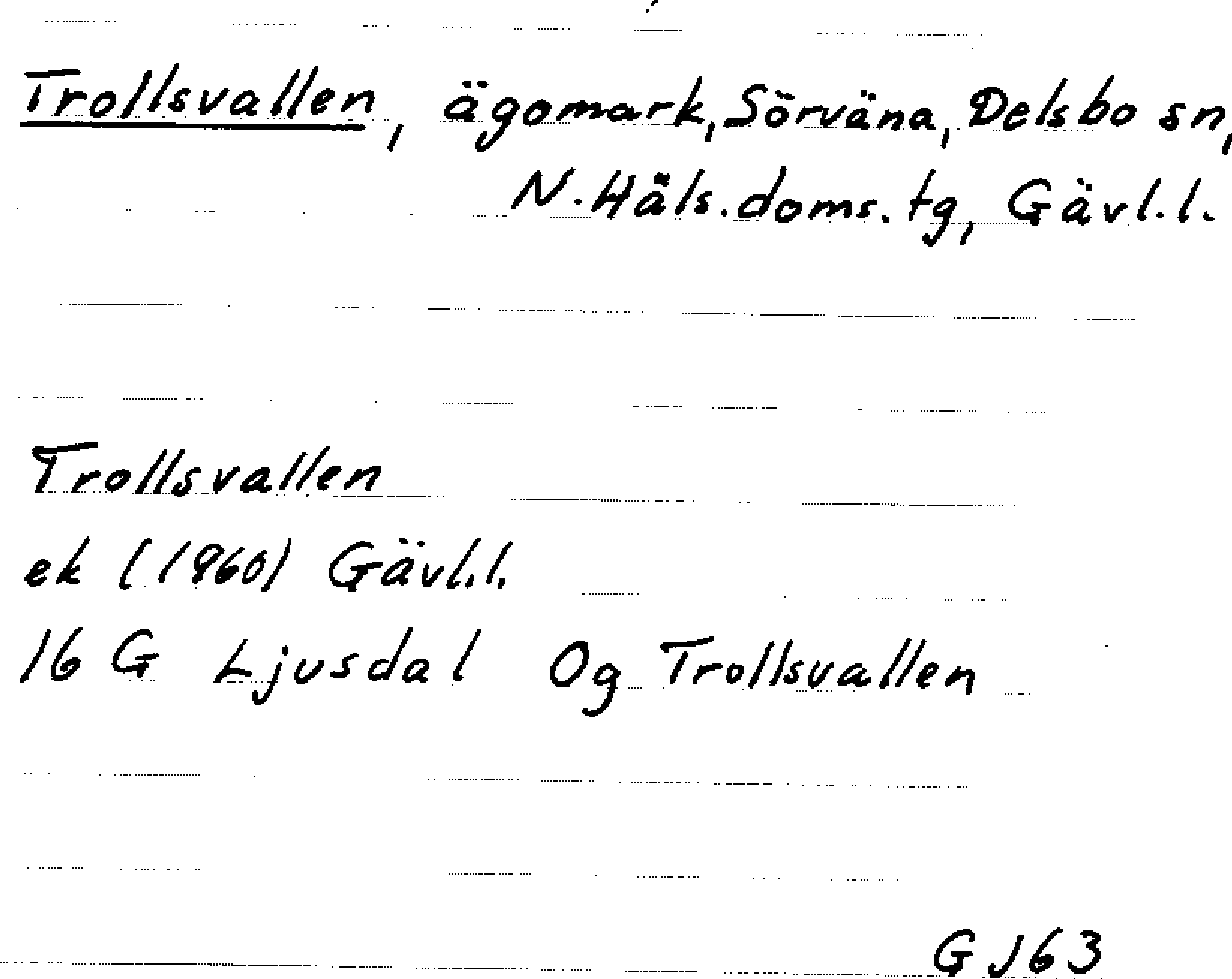 Trollsvallen, ägomark, Sörväna, Delsbo sn,
N. Häls. doms. tg, Gävl.l.
Trollsvallen
ek (1960) Gävl.l.
16 G Ljusdal Og Trollsvallen
GJ63